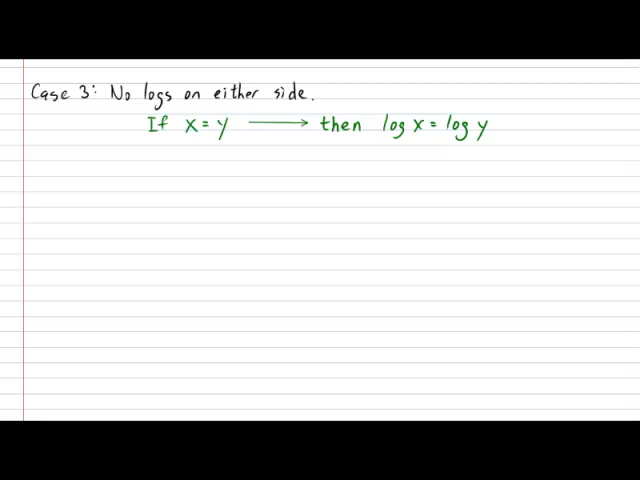 Case 3: No logs on either side.
If x = y ⟶ then log x = log y